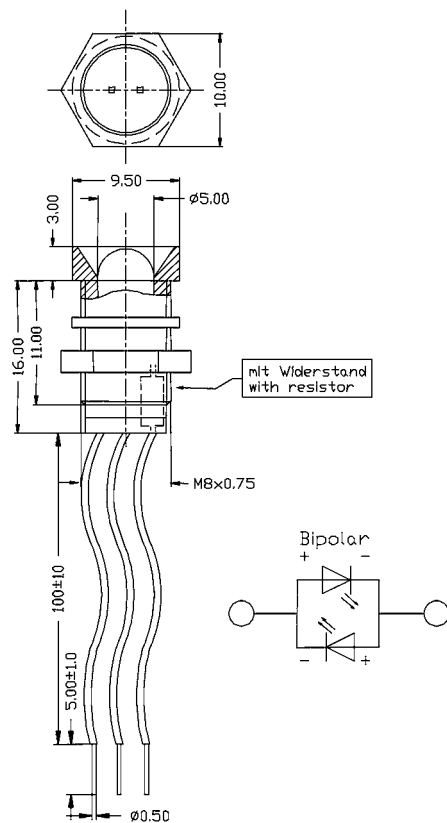 10.00
9.50
ø5.00
3.00
16.00
11.00
mit Widerstand
with resistor
M8x0.75
Bipolar
+ -
- +
100±10
5.00±1.0
ø0.50